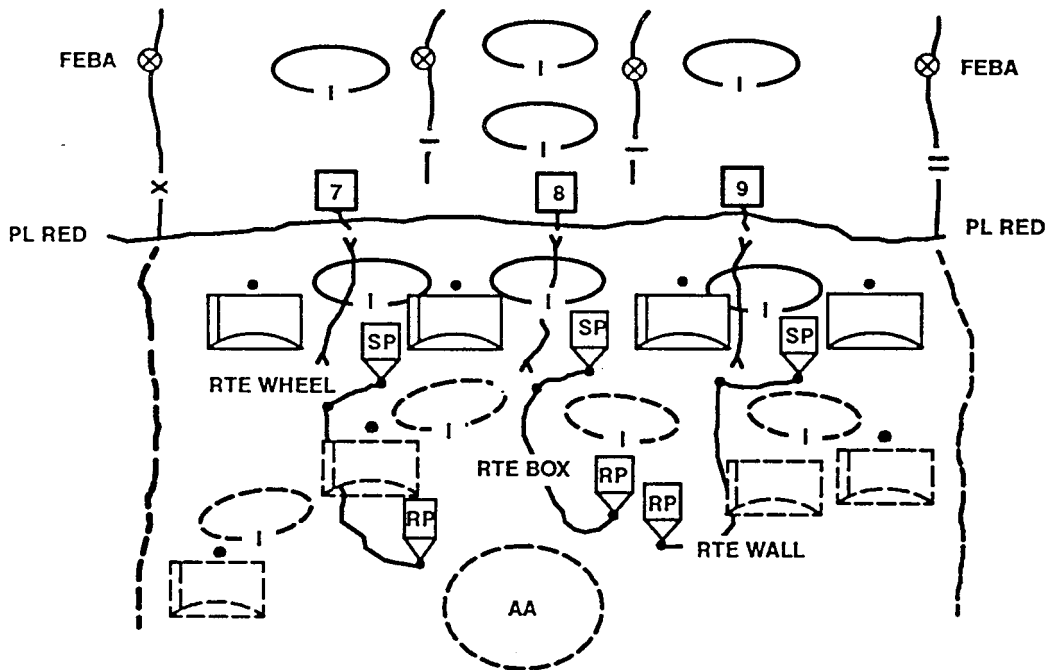 FEBA
FEBA
7
8
9
PL RED
PL RED
SP
SP
SP
RTE WHEEL
RTE BOX
RP
RP
RP
RTE WALL
AA